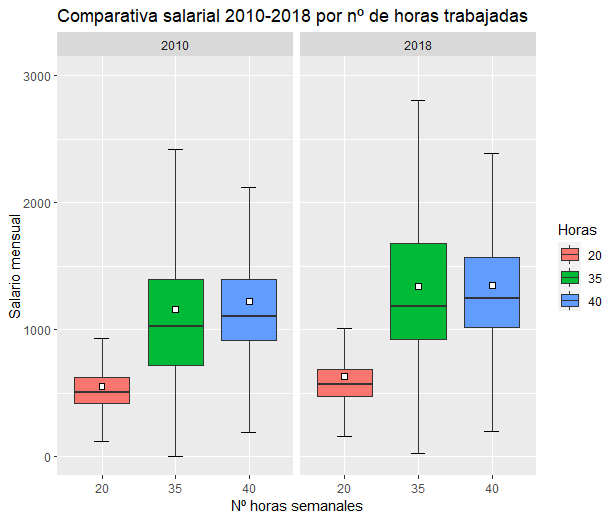 Comparativa salarial 2010-2018 por nº de horas trabajadas
2010 2018
3000
2000
1000
0
Salario mensual
20 35 40 20 35 40
Nº horas semanales
Horas
20
35
40